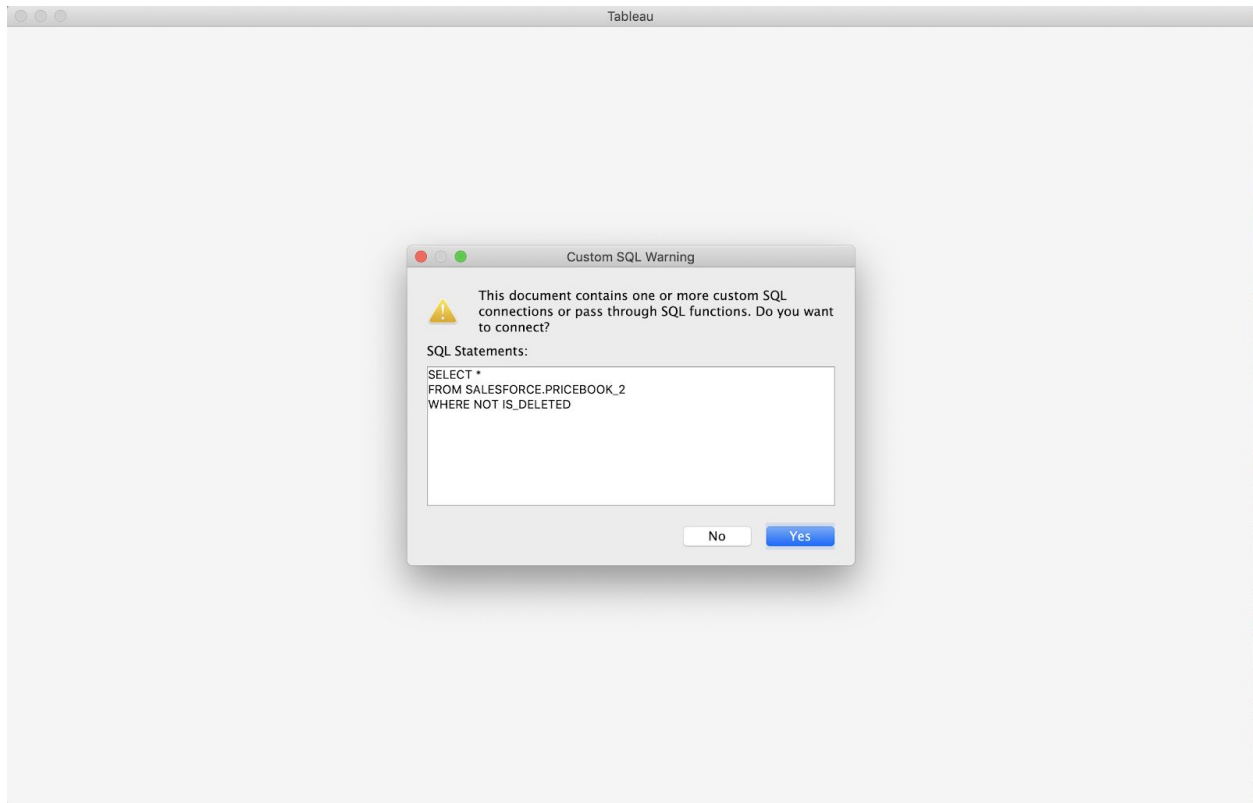 Tableau
Custom SQL Warning
This document contains one or more custom SQL
connections or pass through SQL functions. Do you want
to connect?
SQL Statements:
SELECT *
FROM SALESFORCE.PRICEBOOK_2
WHERE NOT IS_DELETED
No
Yes